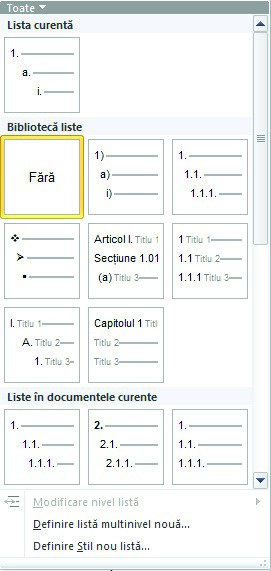 Toate
Lista curentă
1.
a.
i.
Bibliotecă liste
Fără
1)
a)
i)
1.
1.1.
1.1.1.
Articol I. Titlu 1
Secțiune 1.01
(a) Titlu 3
1 Titlu 1
1.1 Titlu 2
1.1.1 Titlu 3
I. Titlu 1
A. Titlu 2
1. Titlu 3
Capitolul 1 Titl
Titlu 2
Titlu 3
Liste în documentele curente
1.
1.1.
1.1.1.
2.
2.1.
2.1.1.
1.
1.1.
1.1.1.
Modificare nivel listă
Definire listă multinivel nouă...
Definire Stil nou listă...